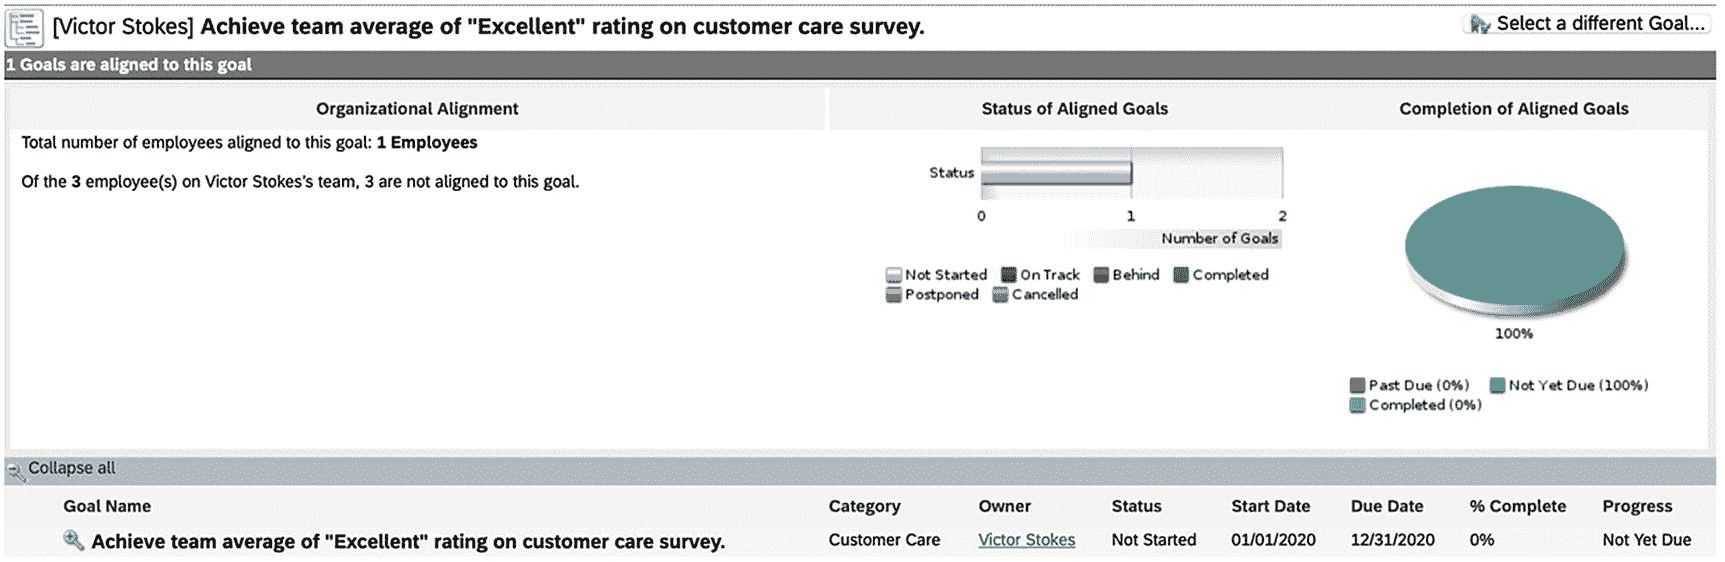 [Victor Stokes] Achieve team average of "Excellent" rating on customer care survey.
Select a different Goal...
1 Goals are aligned to this goal
Organizational Alignment
Status of Aligned Goals
Completion of Aligned Goals
Total number of employees aligned to this goal: 1 Employees
Of the 3 employee(s) on Victor Stokes's team, 3 are not aligned to this goal.
Status
0 1 2
Number of Goals
Not Started On Track Behind Completed
Postponed Cancelled
100%
Past Due (0%) Not Yet Due (100%)
Completed (0%)
Collapse all
Goal Name Category Owner Status Start Date Due Date % Complete Progress
Achieve team average of "Excellent" rating on customer care survey. Customer Care Victor Stokes Not Started 01/01/2020 12/31/2020 0% Not Yet Due